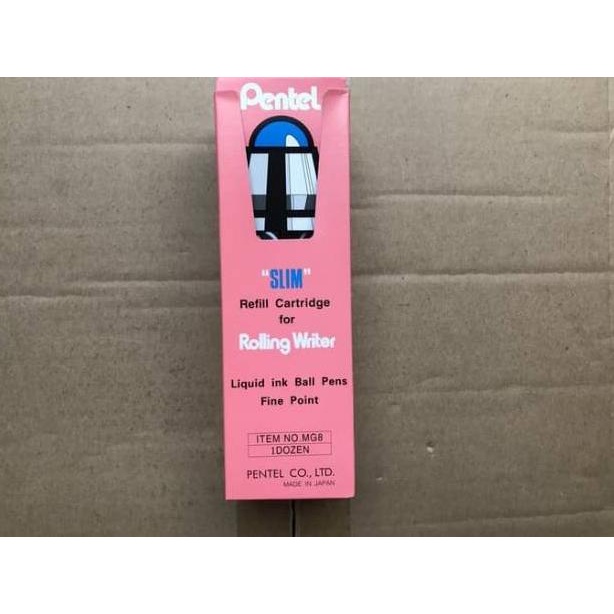 Pentel
"SLIM"
Refill Cartridge
for
Rolling Writer
Liquid ink Ball Pens
Fine Point
ITEM NO.MG8
1DOZEN
PENTEL CO., LTD.
MADE IN JAPAN